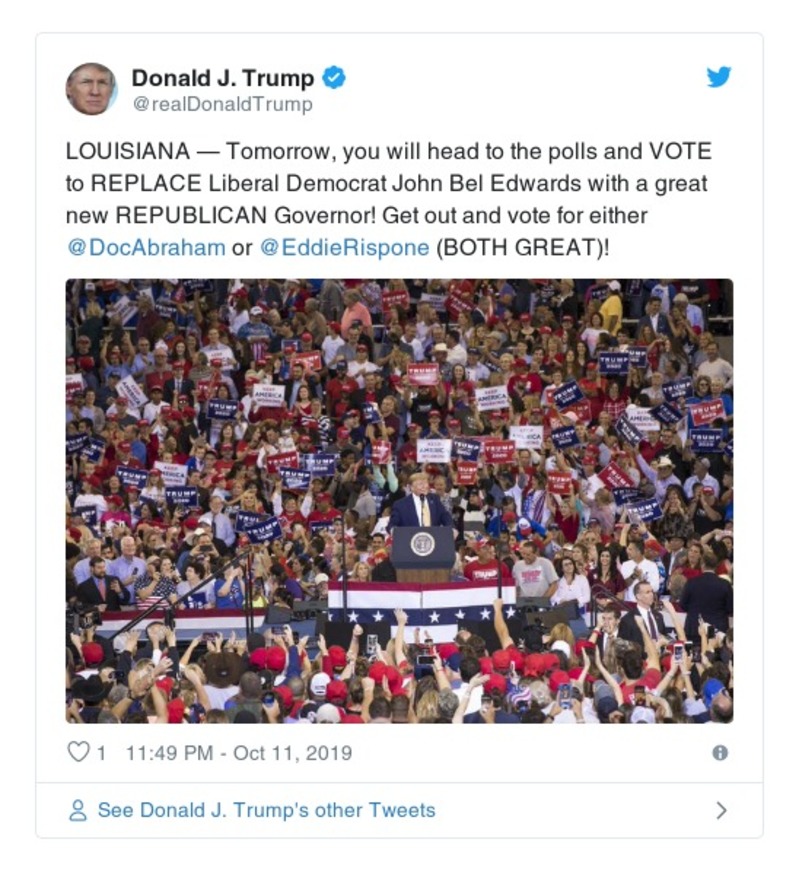 Donald J. Trump
@realDonaldTrump
LOUISIANA — Tomorrow, you will head to the polls and VOTE
to REPLACE Liberal Democrat John Bel Edwards with a great
new REPUBLICAN Governor! Get out and vote for either
@DocAbraham or @EddieRispone (BOTH GREAT)!
1 11:49 PM - Oct 11, 2019
See Donald J. Trump's other Tweets